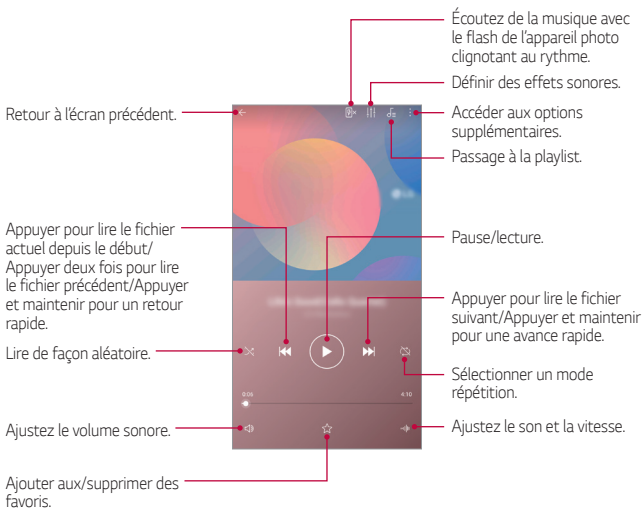 Écoutez de la musique avec
le flash de l'appareil photo
clignotant au rythme.
Définir des effets sonores.
Retour à l'écran précédent.
Accéder aux options
supplémentaires.
Passage à la playlist.
Appuyer pour lire le fichier
actuel depuis le début/
Appuyer deux fois pour lire
le fichier précédent/Appuyer
et maintenir pour un retour
rapide.
Pause/lecture.
Appuyer pour lire le fichier
suivant/Appuyer et maintenir
pour une avance rapide.
Lire de façon aléatoire.
Sélectionner un mode
répétition.
0:06
4:10
Ajustez le volume sonore.
Ajustez le son et la vitesse.
Ajouter aux/supprimer des
favoris.